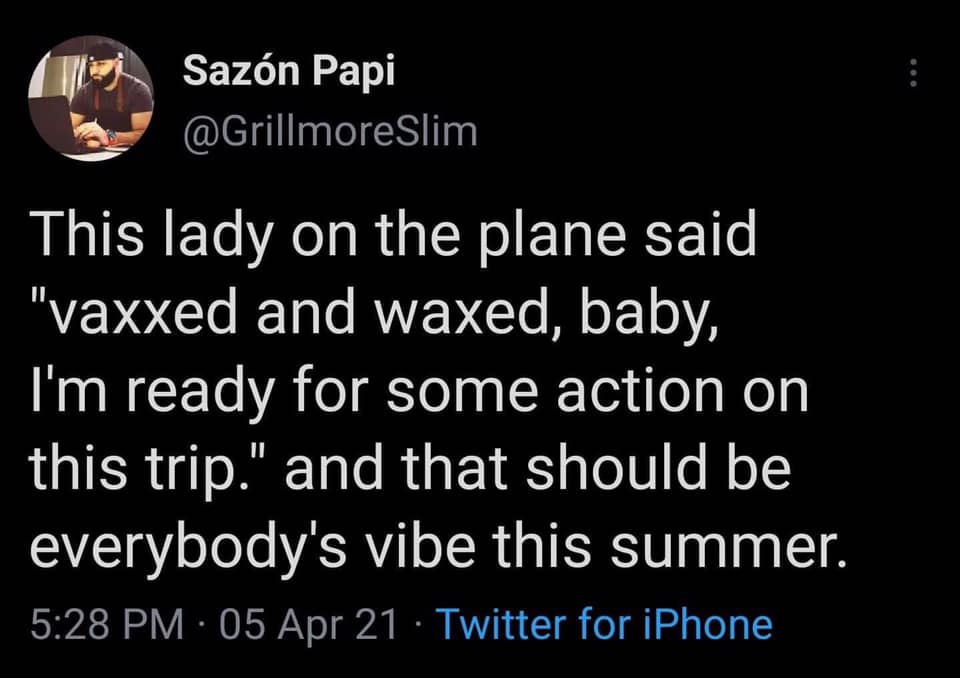 Sazón Papi
@GrillmoreSlim
This lady on the plane said
"vaxxed and waxed, baby,
I'm ready for some action on
this trip." and that should be
everybody's vibe this summer.
5:28 PM · 05 Apr 21 · Twitter for iPhone